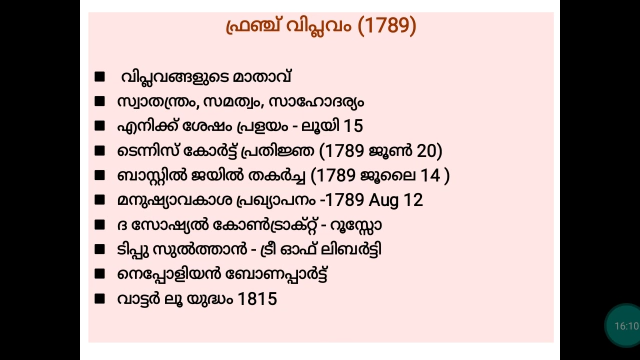 ഫ്രഞ്ച് വിപ്ലവം (1789)
■ വിപ്ലവങ്ങളുടെ മാതാവ്
■ സ്വാതന്ത്രം, സമത്വം, സാഹോദര്യം
■ എനിക്ക് ശേഷം പ്രളയം - ലൂയി 15
■ ടെന്നിസ് കോർട്ട് പ്രതിജ്ഞ (1789 ജൂൺ 20)
■ ബാസ്റ്റിൽ ജയിൽ തകർച്ച (1789 ജൂലൈ 14 )
■ മനുഷ്യാവകാശ പ്രഖ്യാപനം -1789 Aug 12
■ ദ സോഷ്യൽ കോൺട്രാക്റ്റ് - റൂസ്സോ
■ ടിപ്പു സുൽത്താൻ - ട്രീ ഓഫ് ലിബർട്ടി
■ നെപ്പോളിയൻ ബോണപ്പാർട്ട്
■ വാട്ടർ ലൂ യുദ്ധം 1815
16:10